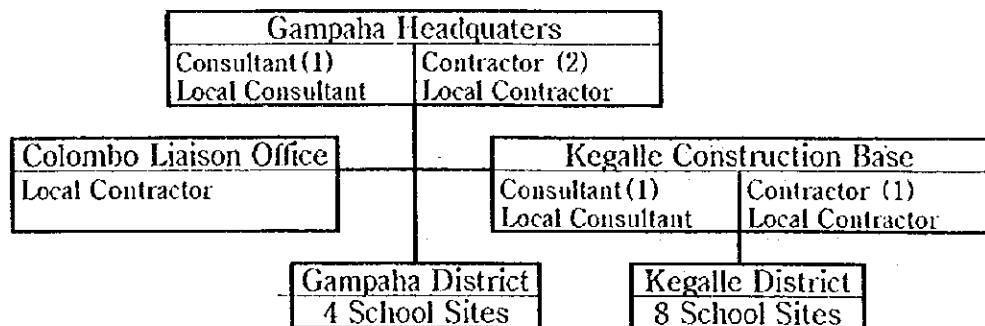 Gampaha Headquaters
Consultant(1)
Local Consultant
Contractor (2)
Local Contractor
Colombo Liaison Office
Local Contractor
Kegalle Construction Base
Consultant(1)
Local Consultant
Contractor (1)
Local Contractor
Gampaha District
4 School Sites
Kegalle District
8 School Sites